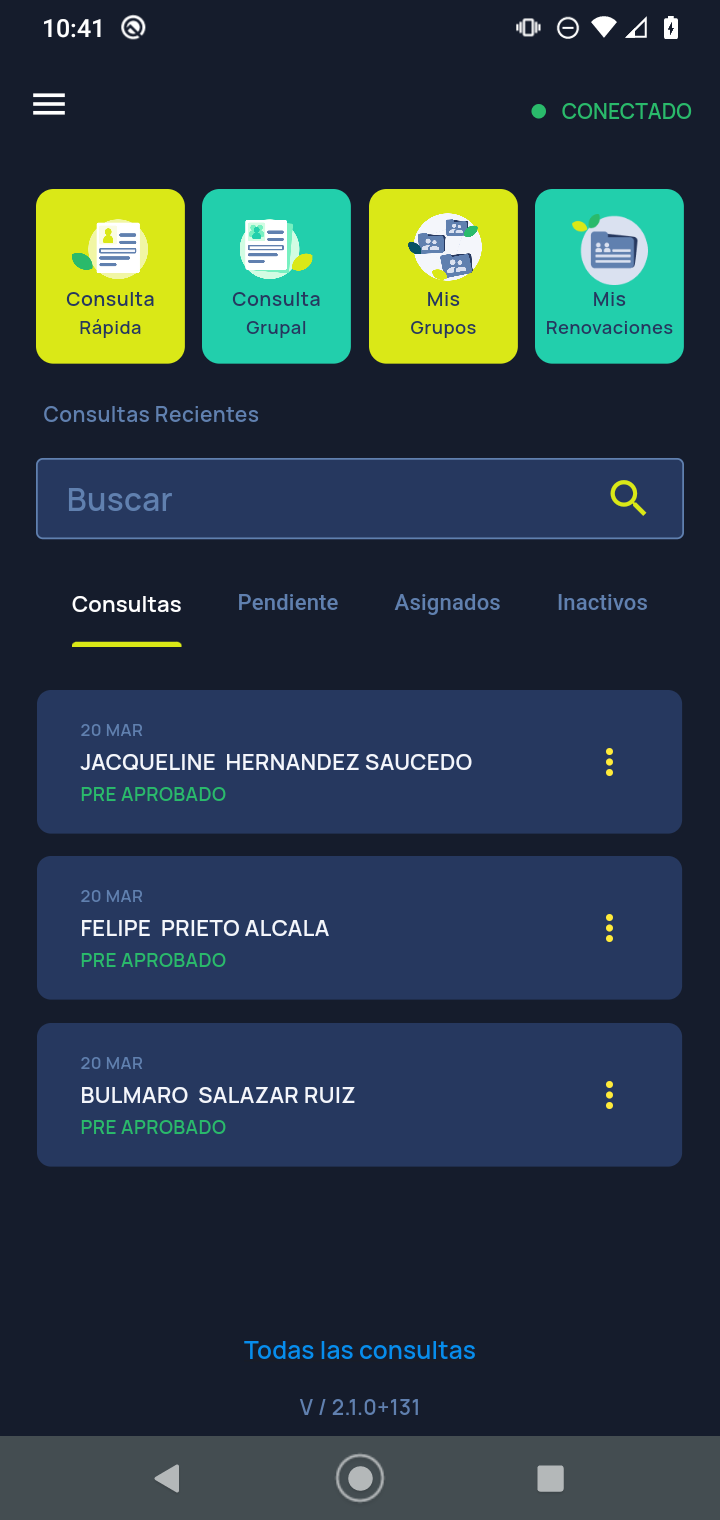 10:41
CONECTADO
Consulta
Rápida
Consulta
Grupal
Mis
Grupos
Mis
Renovaciones
Consultas Recientes
Buscar
Consultas
Pendiente
Asignados
Inactivos
20 MAR
JACQUELINE  HERNANDEZ SAUCEDO
PRE APROBADO
20 MAR
FELIPE  PRIETO ALCALA
PRE APROBADO
20 MAR
BULMARO  SALAZAR RUIZ
PRE APROBADO
Todas las consultas
V / 2.1.0+131